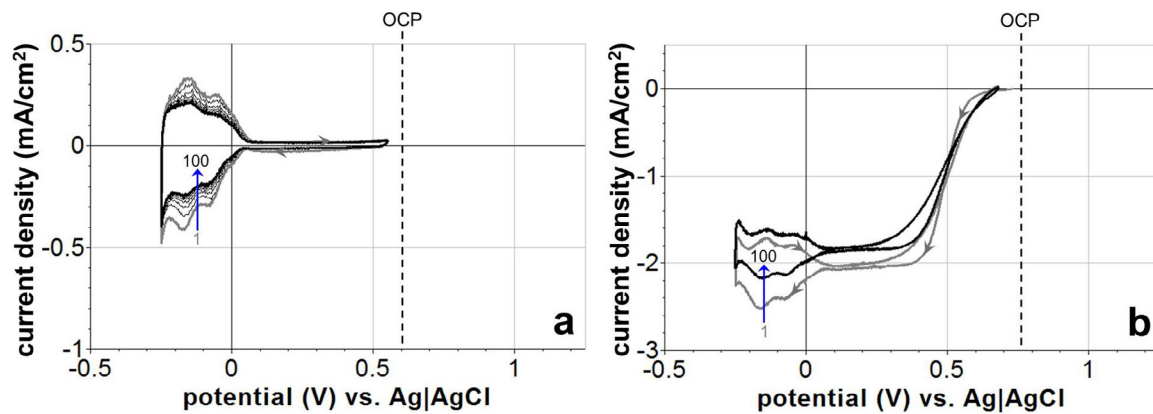 OCP
0.5
0
-0.5
-1
-0.5
0
0.5
1
current density (mA/cm²)
potential (V) vs. Ag|AgCl
100
1
a
OCP
0
-1
-2
-3
-0.5
0
0.5
1
current density (mA/cm²)
potential (V) vs. Ag|AgCl
100
1
b